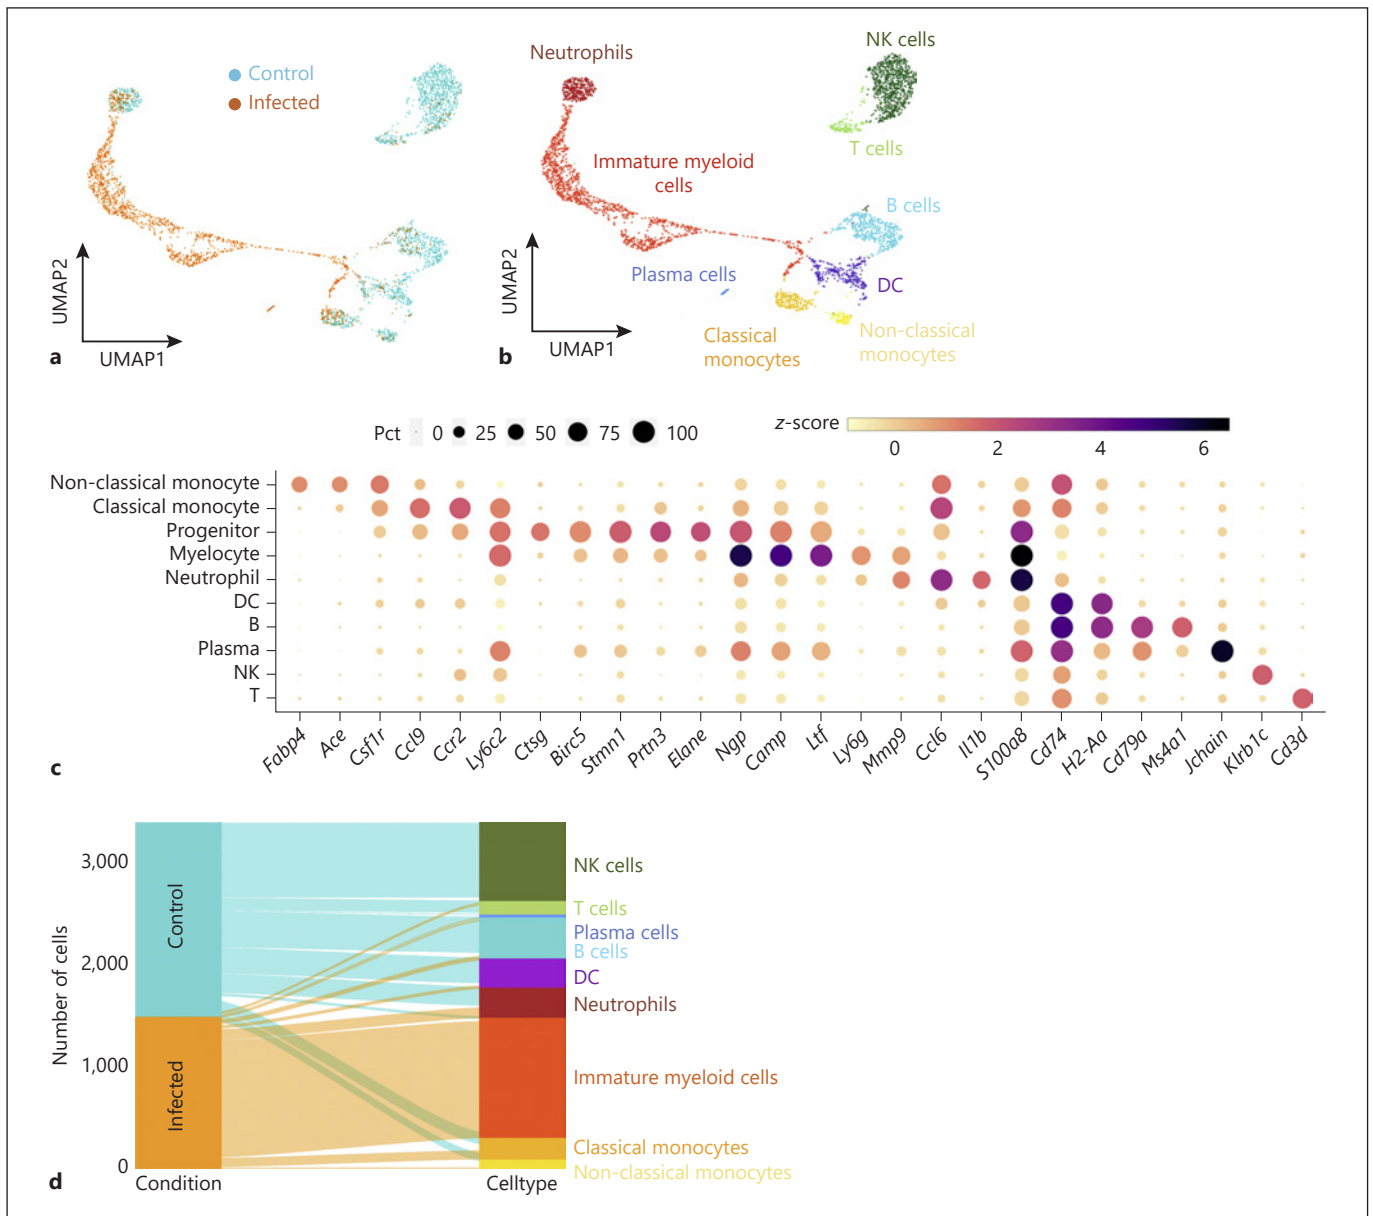 Control
Infected
UMAP2
UMAP1
a
Neutrophils
NK cells
T cells
Immature myeloid
cells
B cells
Plasma cells
DC
Classical
monocytes
Non-classical
monocytes
UMAP2
UMAP1
b
Pct 0 25 50 75 100
z-score
0 2 4 6
Non-classical monocyte
Classical monocyte
Progenitor
Myelocyte
Neutrophil
DC
B
Plasma
NK
T
Fabp4 Ace Csf1r Ccl9 Ccr2 Ly6c2 Ctsg Birc5 Stmn1 Prtn3 Elane Ngp Camp Ltf Ly6g Mmp9 Ccl6 Il1b S100a8 Cd74 H2-Aa Cd79a Ms4a1 Jchain Klrb1c Cd3d
c
Number of cells
3,000
2,000
1,000
0
Control
Infected
NK cells
T cells
Plasma cells
B cells
DC
Neutrophils
Immature myeloid cells
Classical monocytes
Non-classical monocytes
Condition
Celltype
d